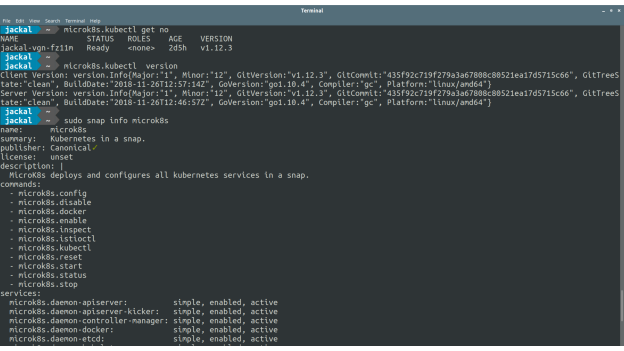 Terminal
File Edit View Search Terminal Help
jackal ~ microk8s.kubectl get no
NAME STATUS ROLES AGE VERSION
jackal-vgn-fz11m Ready <none> 2d5h v1.12.3
jackal ~
jackal ~ microk8s.kubectl version
Client Version: version.Info{Major:"1", Minor:"12", GitVersion:"v1.12.3", GitCommit:"435f92c719f279a3a67808c80521ea17d5715c66", GitTreeS
tate:"clean", BuildDate:"2018-11-26T12:57:14Z", GoVersion:"go1.10.4", Compiler:"gc", Platform:"linux/amd64"}
Server Version: version.Info{Major:"1", Minor:"12", GitVersion:"v1.12.3", GitCommit:"435f92c719f279a3a67808c80521ea17d5715c66", GitTreeS
tate:"clean", BuildDate:"2018-11-26T12:46:57Z", GoVersion:"go1.10.4", Compiler:"gc", Platform:"linux/amd64"}
jackal ~
jackal ~ sudo snap info microk8s
name: microk8s
summary: Kubernetes in a snap.
publisher: Canonical✓
license: unset
description: |
MicroK8s deploys and configures all kubernetes services in a snap.
commands:
- microk8s.config
- microk8s.disable
- microk8s.docker
- microk8s.enable
- microk8s.inspect
- microk8s.istioctl
- microk8s.kubectl
- microk8s.reset
- microk8s.start
- microk8s.status
- microk8s.stop
services:
microk8s.daemon-apiserver: simple, enabled, active
microk8s.daemon-apiserver-kicker: simple, enabled, active
microk8s.daemon-controller-manager: simple, enabled, active
microk8s.daemon-docker: simple, enabled, active
microk8s.daemon-etcd: simple, enabled, active